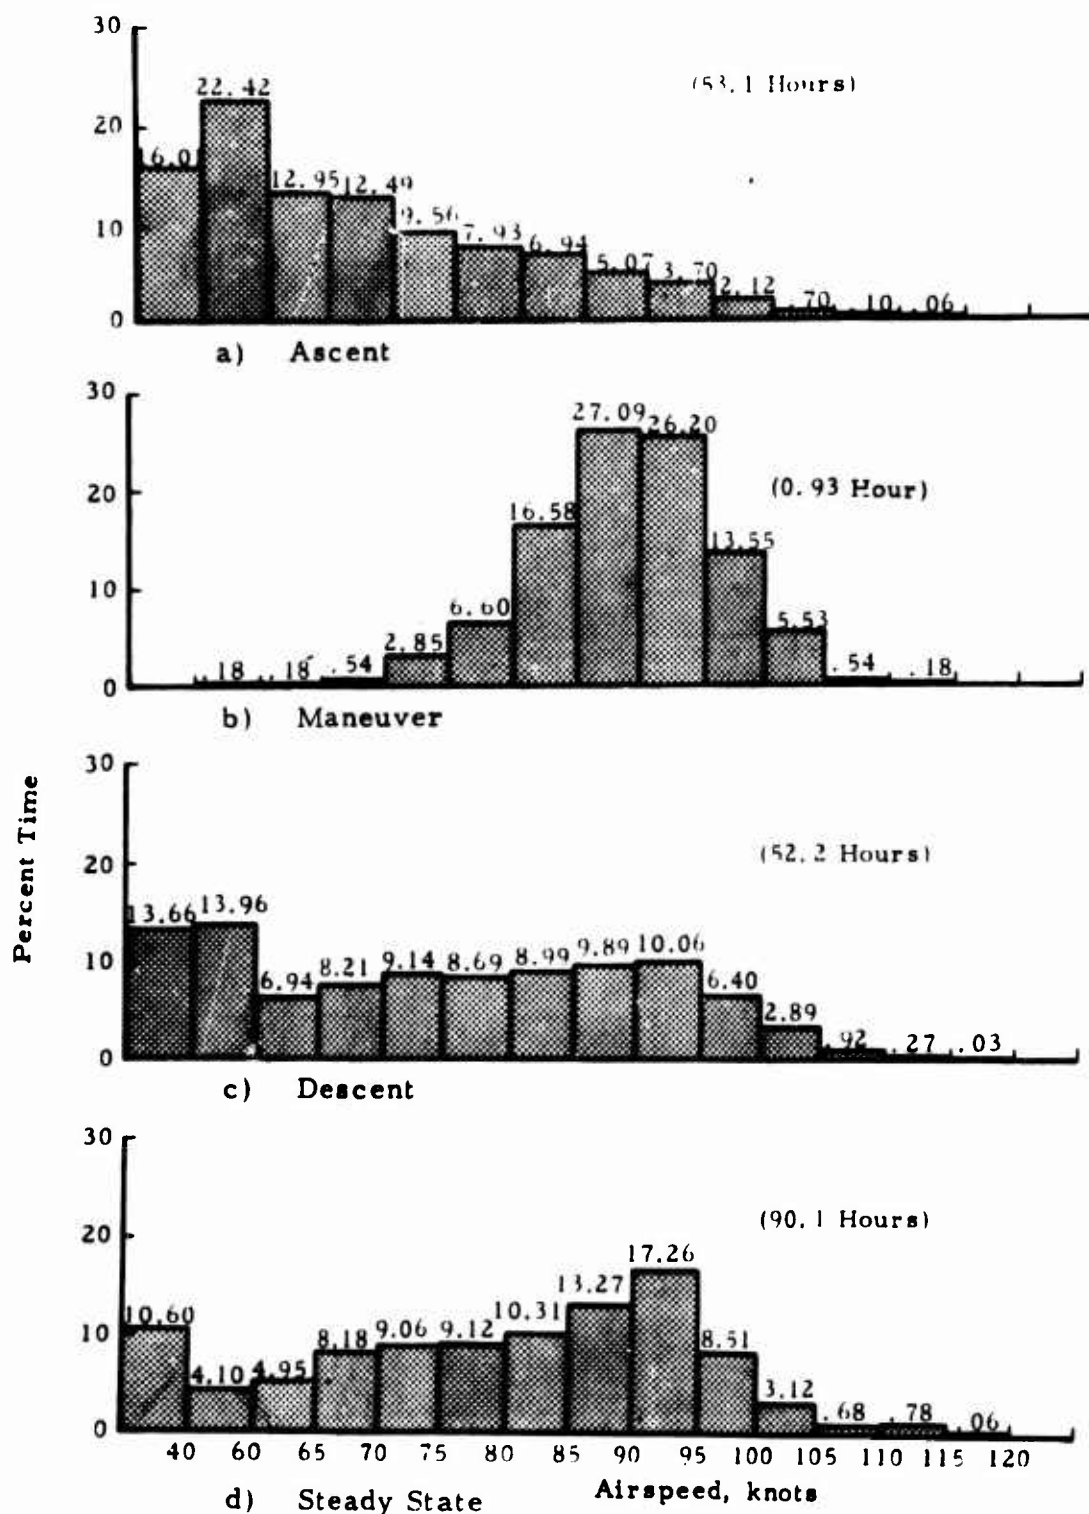 30
(53.1 Hours)
22.42
20
16.01
12.95 12.49
10
9.56
7.93 6.94
5.07 3.70
2.12 .70 .10 .06
0
a) Ascent
30
27.09 26.20
20
(0.93 Hour)
16.58
13.55
10
6.60
5.53
2.85
.18 .18 .54
.54 .18
0
b) Maneuver
Percent Time
30
20
(52.2 Hours)
13.66 13.96
10
6.94 8.21 9.14 8.69 8.99 9.89 10.06
6.40
2.89
.92 .27 .03
0
c) Descent
30
20
(90.1 Hours)
17.26
13.27
10.60
10
10.31
8.18 9.06 9.12
8.51
4.10 4.95
3.12
.68 .78 .06
0
40 60 65 70 75 80 85 90 95 100 105 110 115 120
Airspeed, knots
d) Steady State